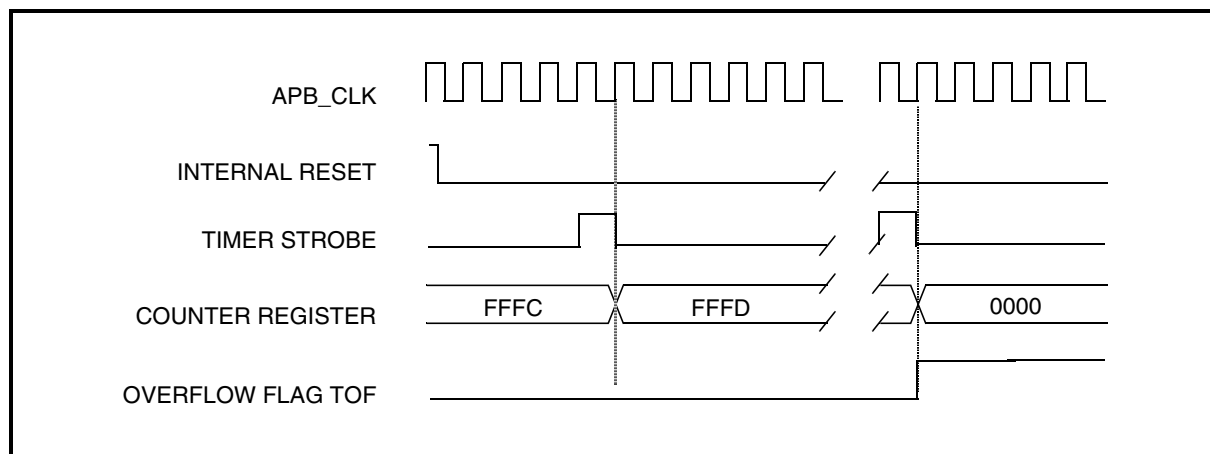 APB_CLK
INTERNAL RESET
TIMER STROBE
COUNTER REGISTER
FFFC
FFFD
0000
OVERFLOW FLAG TOF